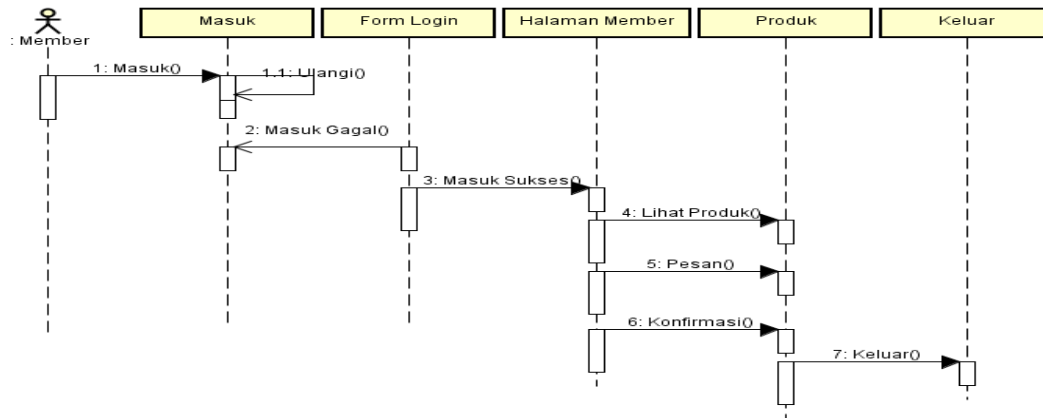 : Member
Masuk
Form Login
Halaman Member
Produk
Keluar
1: Masuk()
1.1: Ulangi()
2: Masuk Gagal()
3: Masuk Sukses()
4: Lihat Produk()
5: Pesan()
6: Konfirmasi()
7: Keluar()